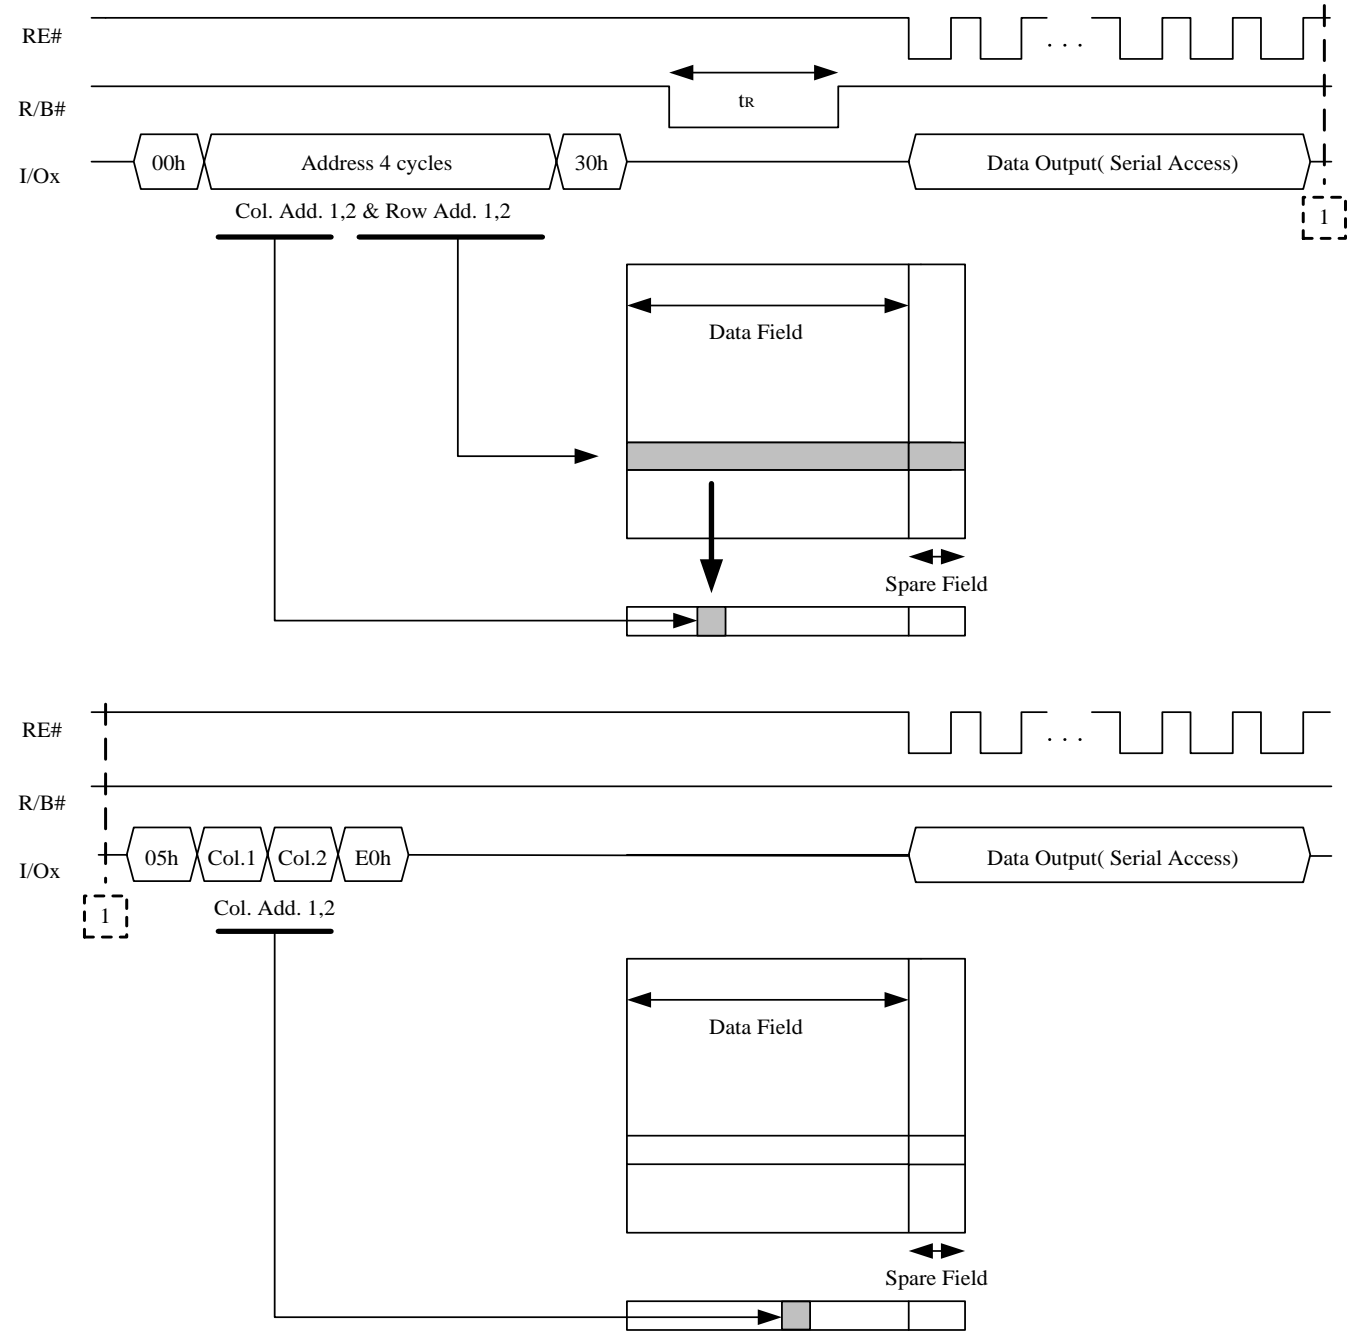 RE#
. . .
R/B#
tR
I/Ox
00h Address 4 cycles 30h Data Output( Serial Access)
Col. Add. 1,2 & Row Add. 1,2
1
Data Field
Spare Field
RE#
. . .
R/B#
I/Ox
05h Col.1 Col.2 E0h Data Output( Serial Access)
1
Col. Add. 1,2
Data Field
Spare Field